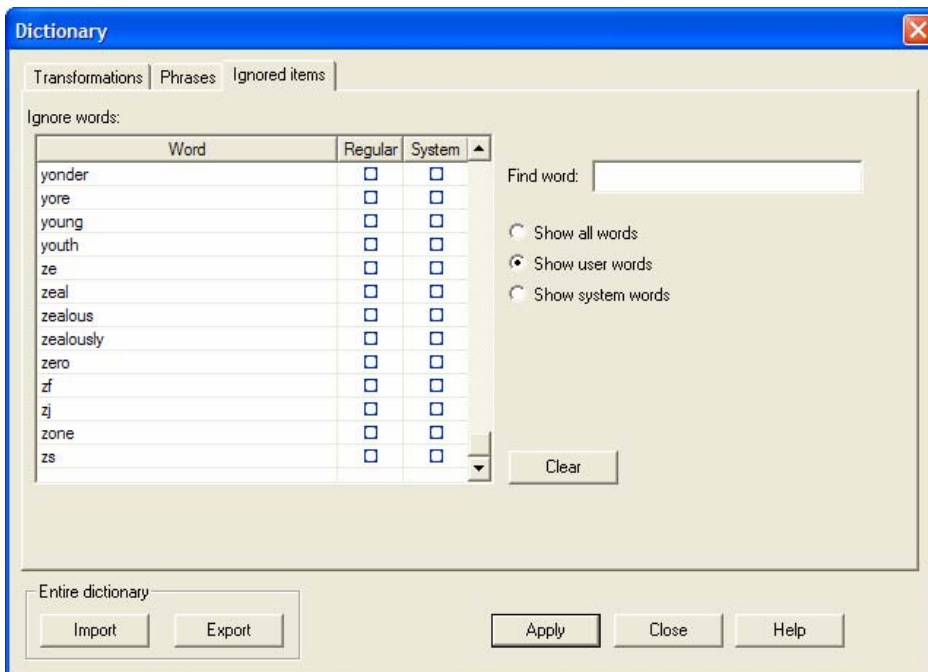 Dictionary
Transformations Phrases Ignored items
Ignore words:
Word Regular System
yonder
yore
young
youth
ze
zeal
zealous
zealously
zero
zf
zj
zone
zs
Find word:
Show all words
Show user words
Show system words
Clear
Entire dictionary
Import Export Apply Close Help